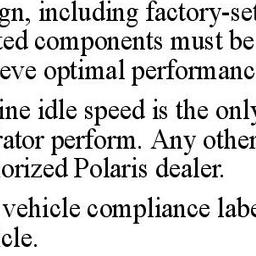 gn, including factory-set
ted components must be
eve optimal performance
ine idle speed is the only
rator perform. Any other
orized Polaris dealer.
vehicle compliance labe
cle.